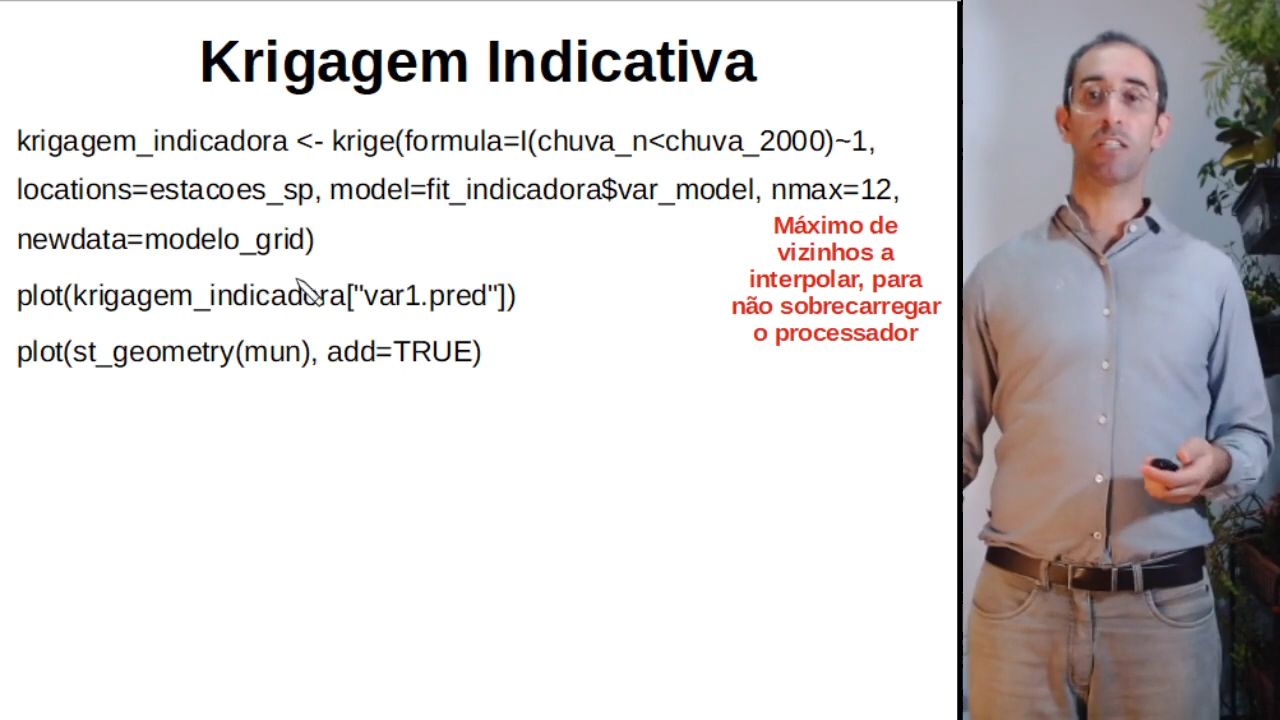 Krigagem Indicativa
krigagem_indicadora <- krige(formula=I(chuva_n<chuva_2000)~1,
locations=estacoes_sp, model=fit_indicadora$var_model, nmax=12,
newdata=modelo_grid)
Máximo de
vizinhos a
interpolar, para
não sobrecarregar
o processador
plot(krigagem_indicadora["var1.pred"])
plot(st_geometry(mun), add=TRUE)